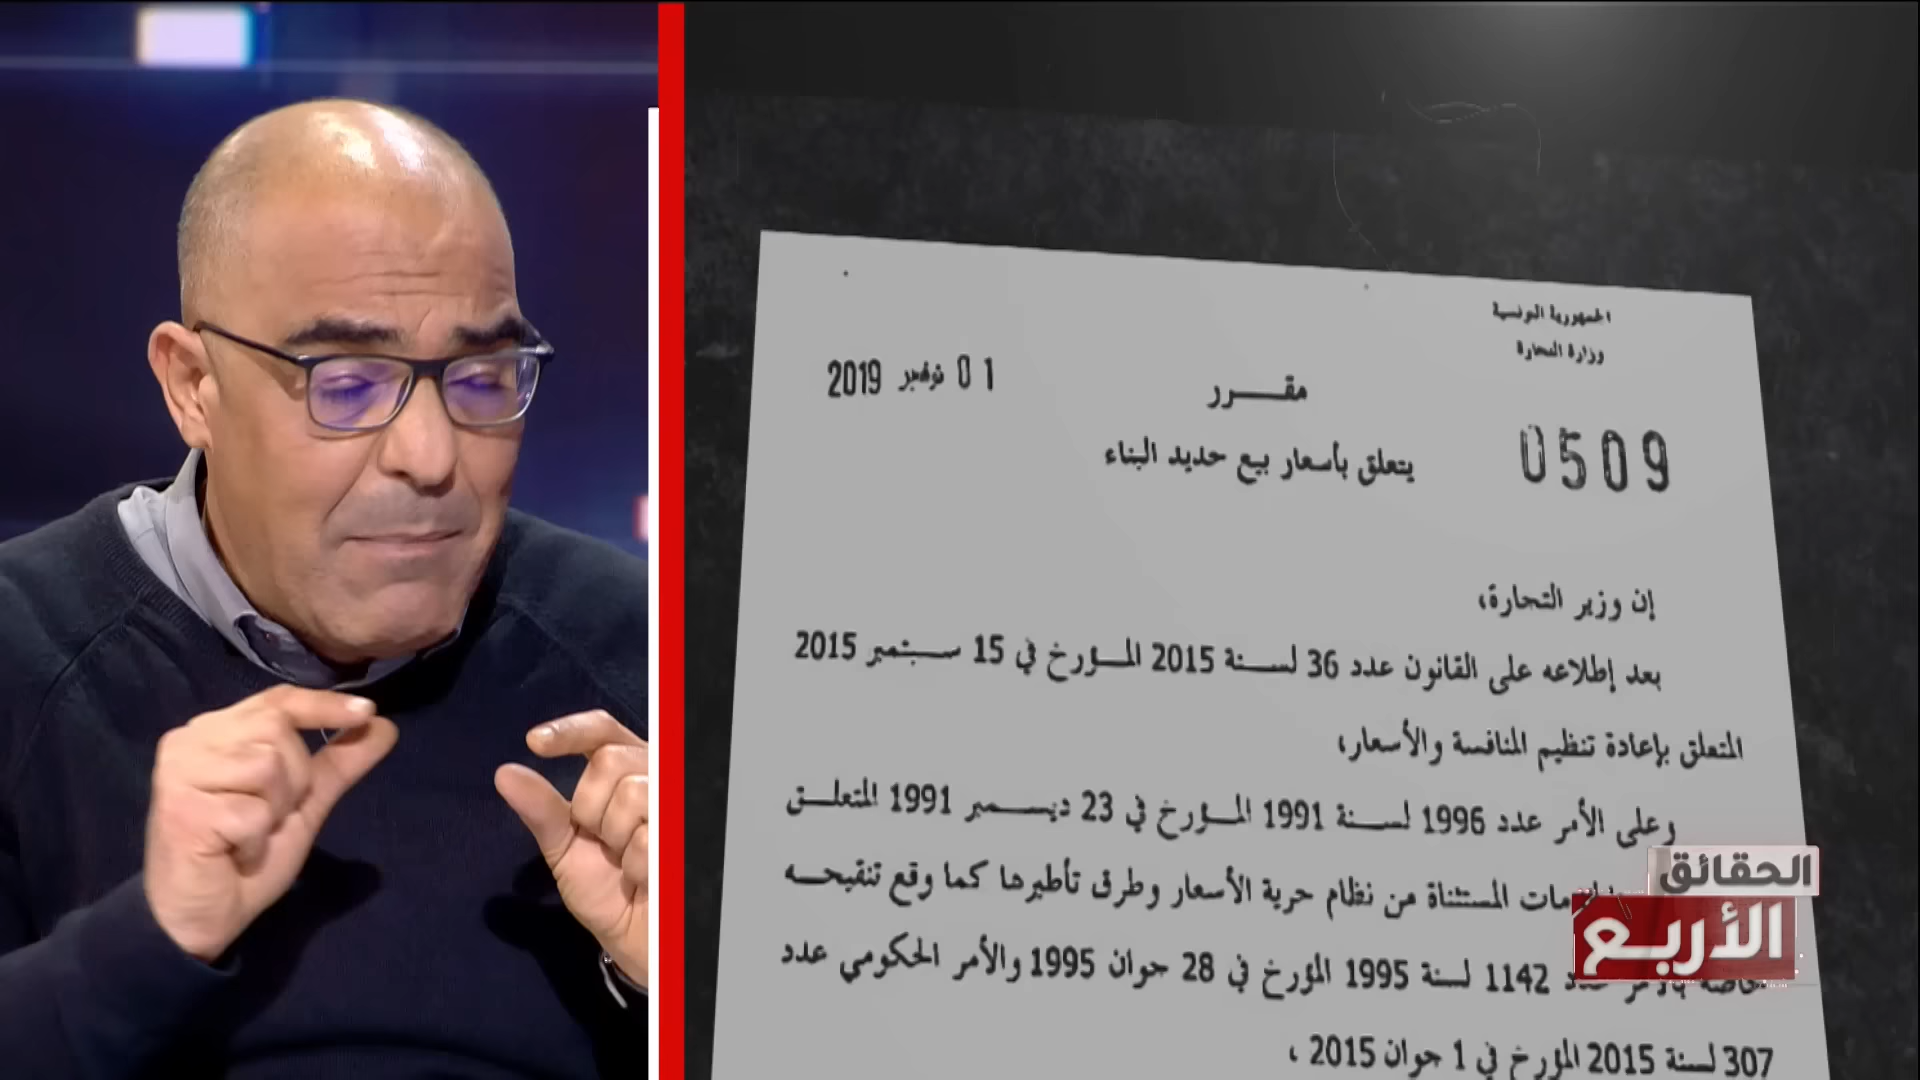 الجمهورية التونسية
وزارة التجارة
01 نوفمبر 2019
مقـــــرر
0509
يتعلق بأسعار بيع حديد البناء
إن وزير التجارة،
بعد إطلاعه على القانون عدد 36 لسنة 2015 المؤرخ في 15 سبتمبر 2015
المتعلق بإعادة تنظيم المنافسة والأسعار،
وعلى الأمر عدد 1996 لسنة 1991 المؤرخ في 23 ديسمبر 1991 المتعلق
المستثناة من نظام حرية الأسعار وطرق تأطيرها كما وقع تنقيحه
1142 لسنة 1995 المؤرخ في 28 جوان 1995 والأمر الحكومي عدد
307 لسنة 2015 المؤرخ في 1 جوان 2015 ،
الحقائق
الأربع